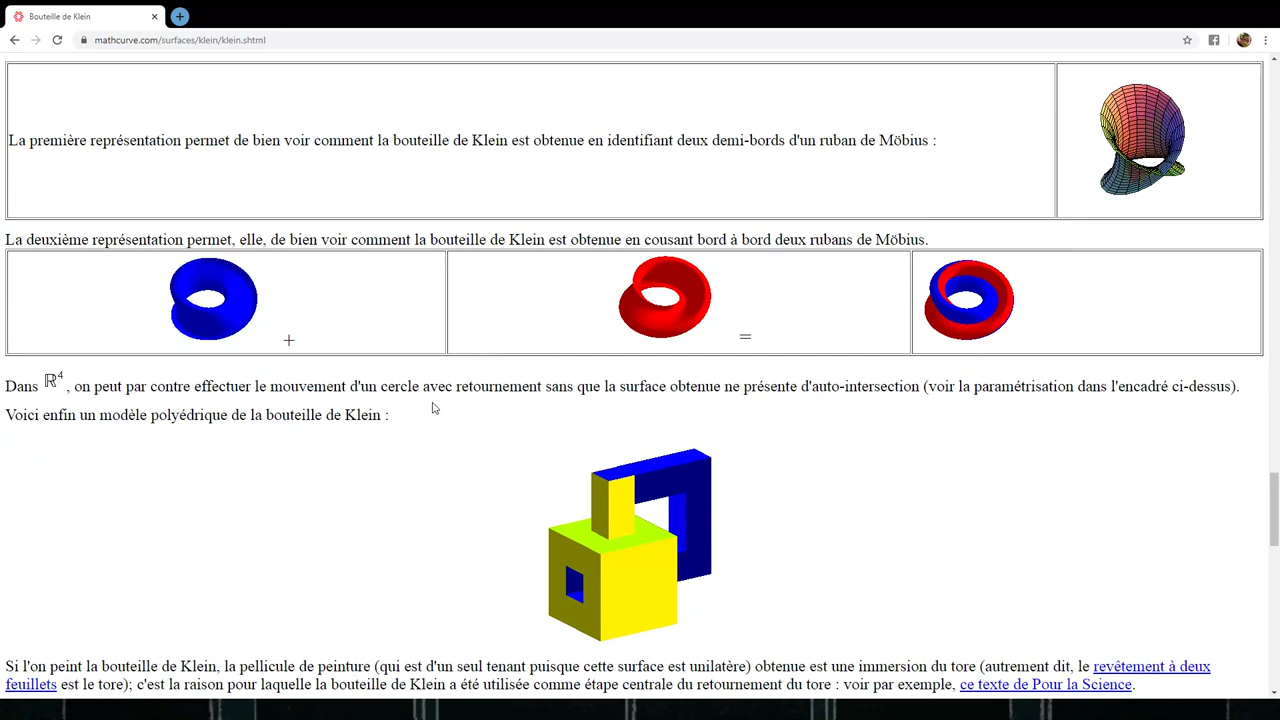 Bouteille de Klein
mathcurve.com/surfaces/klein/klein.shtml
La première représentation permet de bien voir comment la bouteille de Klein est obtenue en identifiant deux demi-bords d'un ruban de Möbius :
La deuxième représentation permet, elle, de bien voir comment la bouteille de Klein est obtenue en cousant bord à bord deux rubans de Möbius.
+ =
Dans ℝ⁴ , on peut par contre effectuer le mouvement d'un cercle avec retournement sans que la surface obtenue ne présente d'auto-intersection (voir la paramétrisation dans l'encadré ci-dessus).
Voici enfin un modèle polyédrique de la bouteille de Klein :
Si l'on peint la bouteille de Klein, la pellicule de peinture (qui est d'un seul tenant puisque cette surface est unilatère) obtenue est une immersion du tore (autrement dit, le revêtement à deux
feuillets est le tore); c'est la raison pour laquelle la bouteille de Klein a été utilisée comme étape centrale du retournement du tore : voir par exemple, ce texte de Pour la Science.